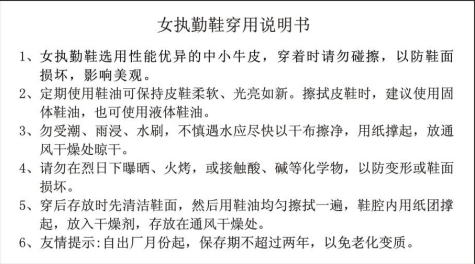 女执勤鞋穿用说明书
1、女执勤鞋选用性能优异的中小牛皮，穿着时请勿碰擦，以防鞋面
损坏，影响美观。
2、定期使用鞋油可保持皮鞋柔软、光亮如新。擦拭皮鞋时，建议使用固
体鞋油，也可使用液体鞋油。
3、勿受潮、雨浸、水刷，不慎遇水应尽快以干布擦净，用纸撑起，放通
风干燥处晾干。
4、请勿在烈日下曝晒、火烤，或接触酸、碱等化学物，以防变形或鞋面
损坏。
5、穿后存放时先清洁鞋面，然后用鞋油均匀擦拭一遍，鞋腔内用纸团撑
起，放入干燥剂，存放在通风干燥处。
6、友情提示:自出厂月份起，保存期不超过两年，以免老化变质。